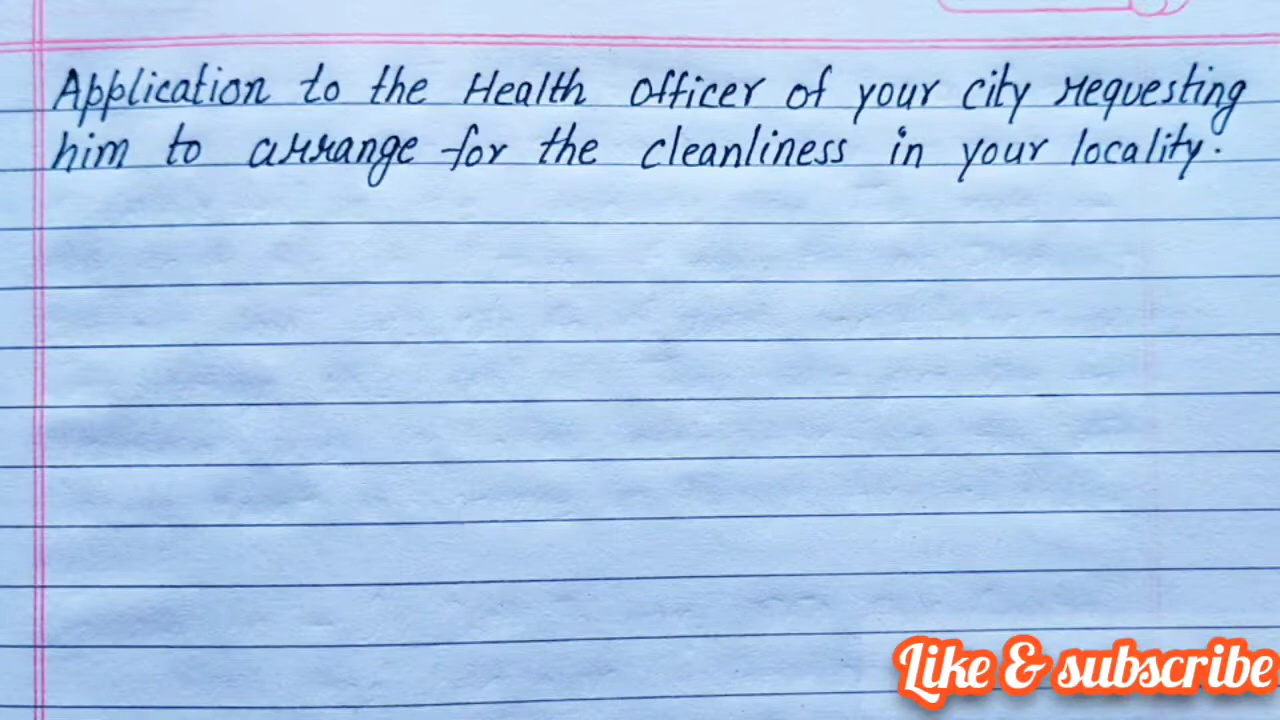 Application to the Health officer of your city requesting
him to arrange for the cleanliness in your locality.
Like & subscribe